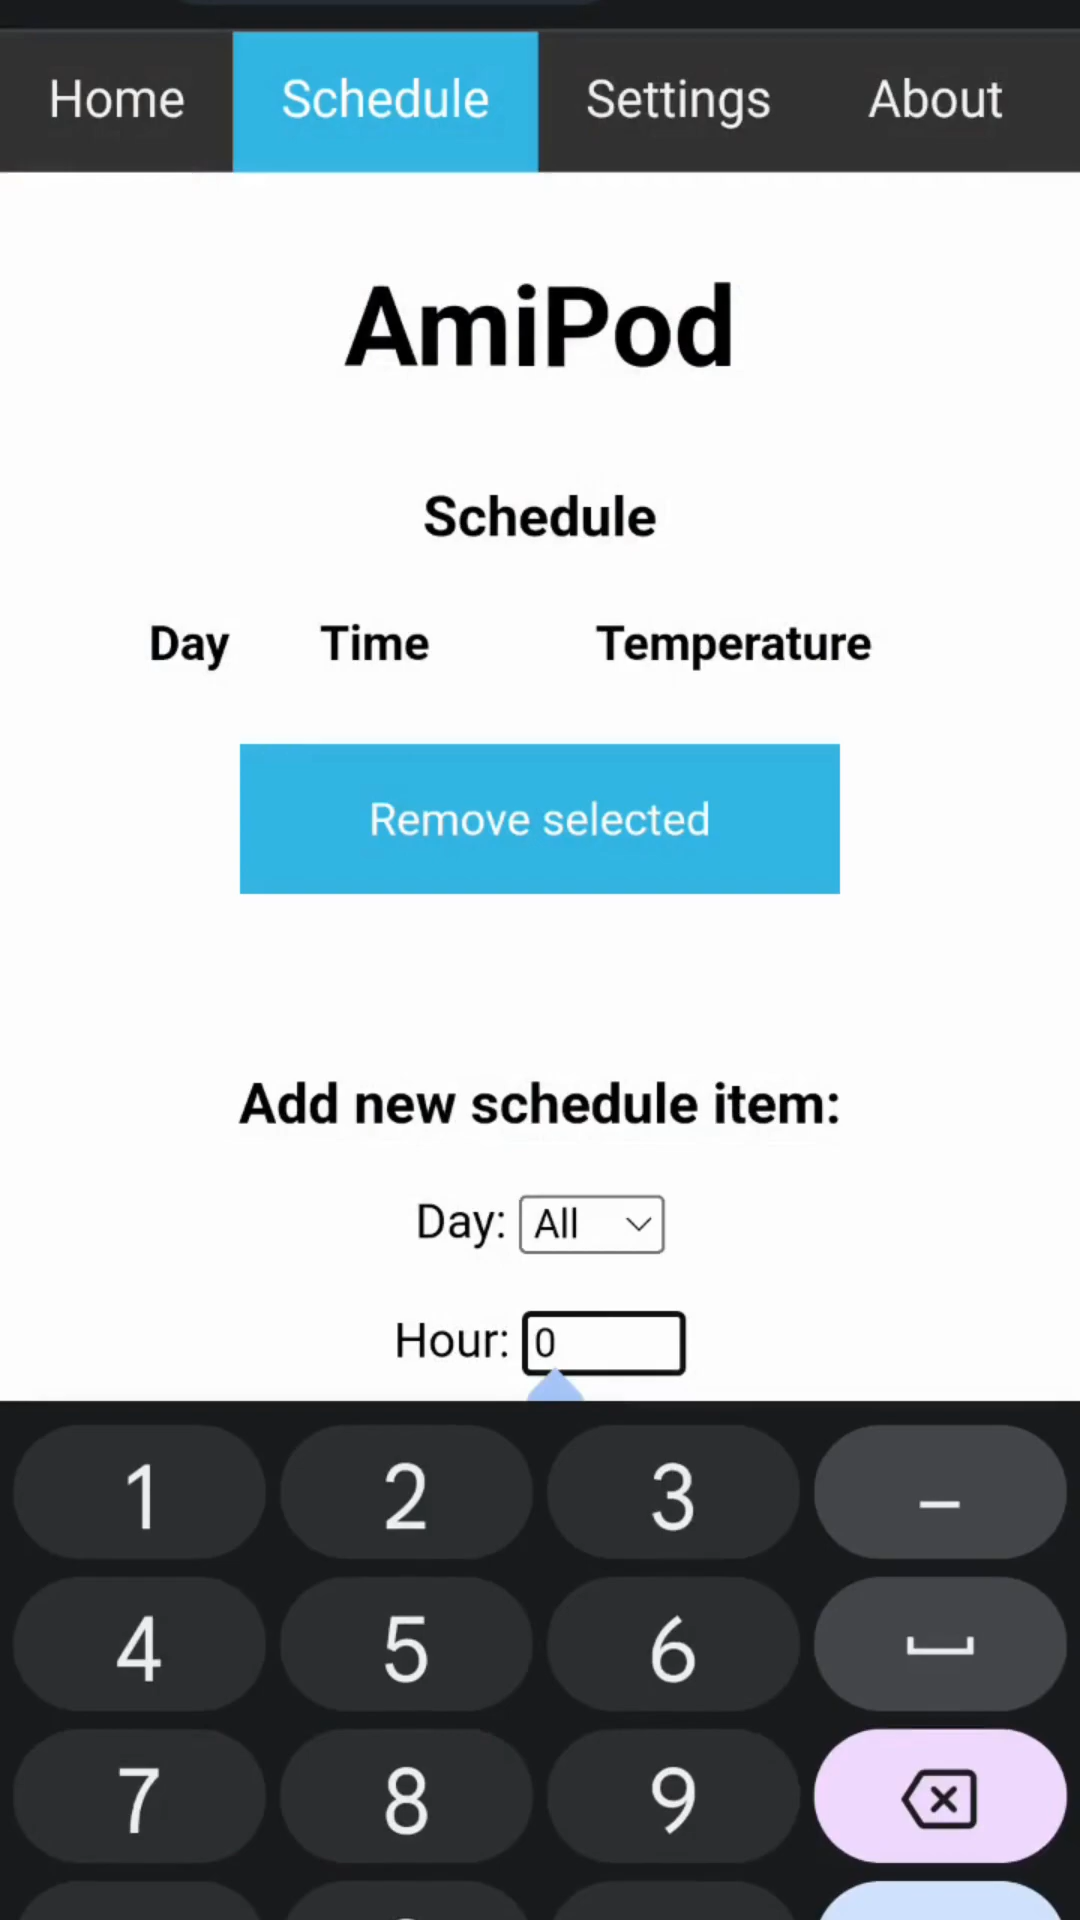 Home Schedule Settings About
AmiPod
Schedule
Day Time Temperature
Remove selected
Add new schedule item:
Day: All
Hour: 0
1 2 3 –
4 5 6
7 8 9